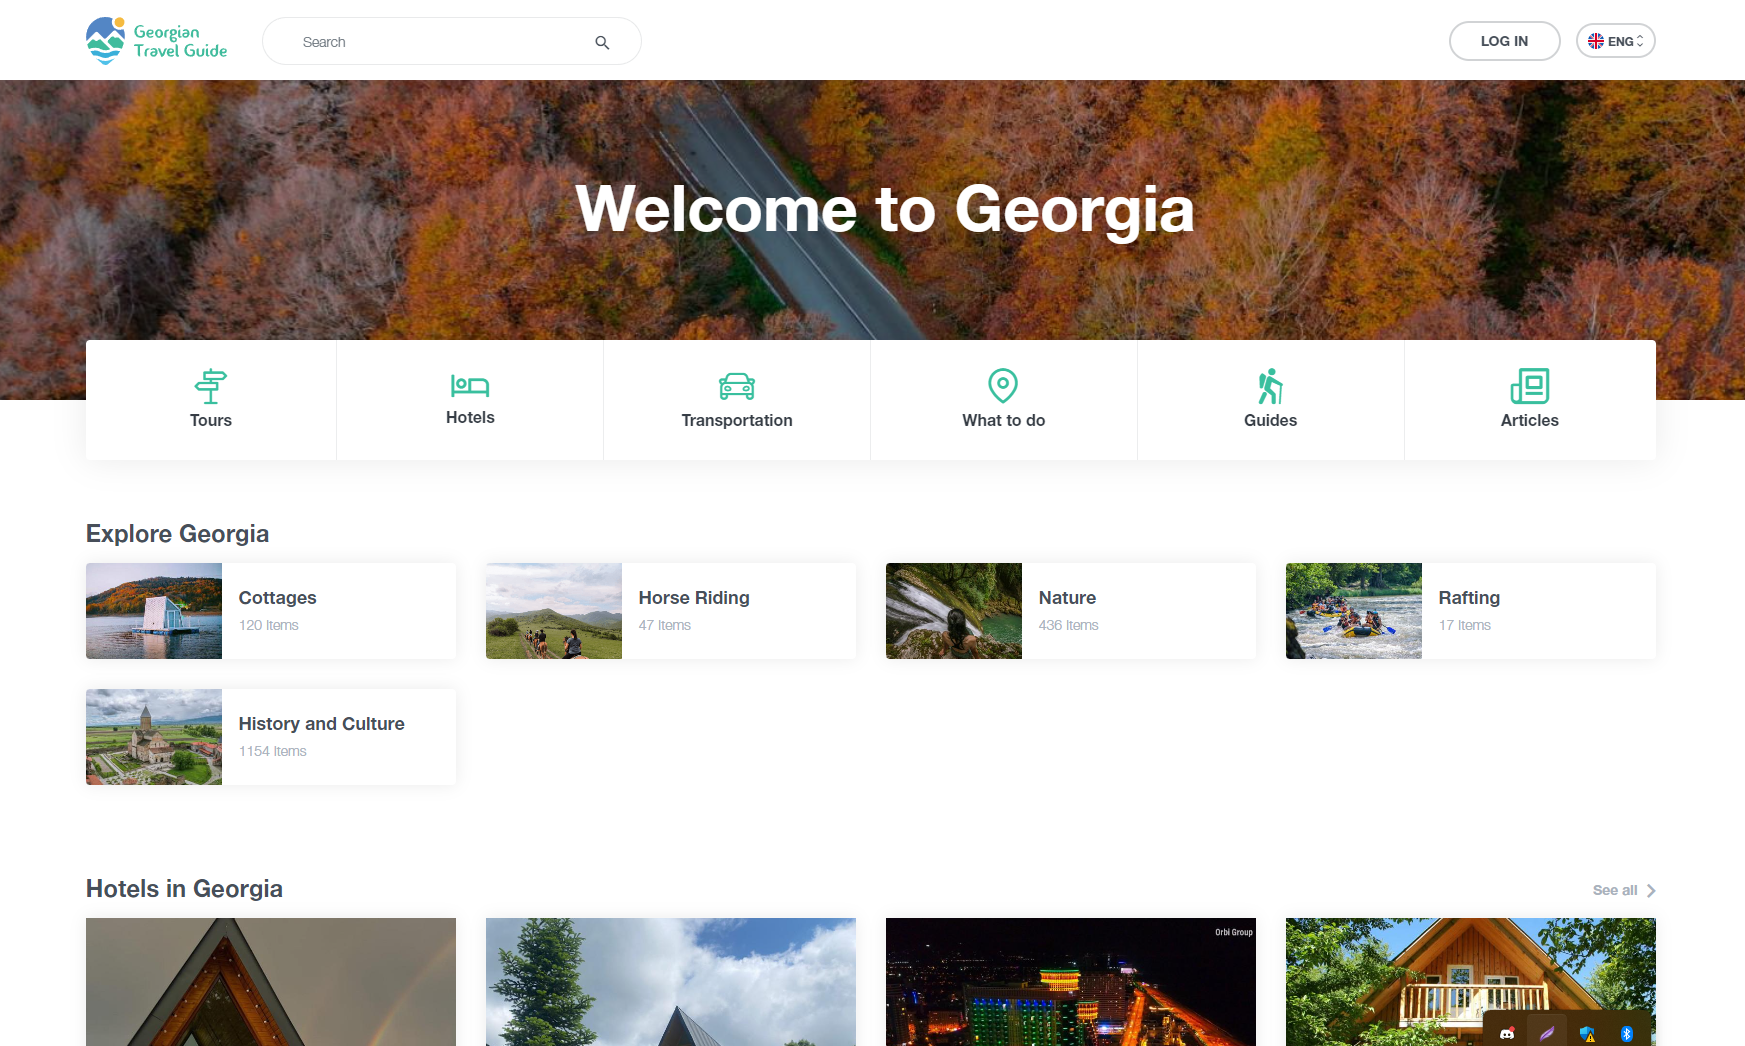 Georgian
Travel Guide
Search
LOG IN
ENG
Welcome to Georgia
Tours
Hotels
Transportation
What to do
Guides
Articles
Explore Georgia
Cottages
120 Items
Horse Riding
47 Items
Nature
436 Items
Rafting
17 Items
History and Culture
1154 Items
Hotels in Georgia
See all
Orbi Group